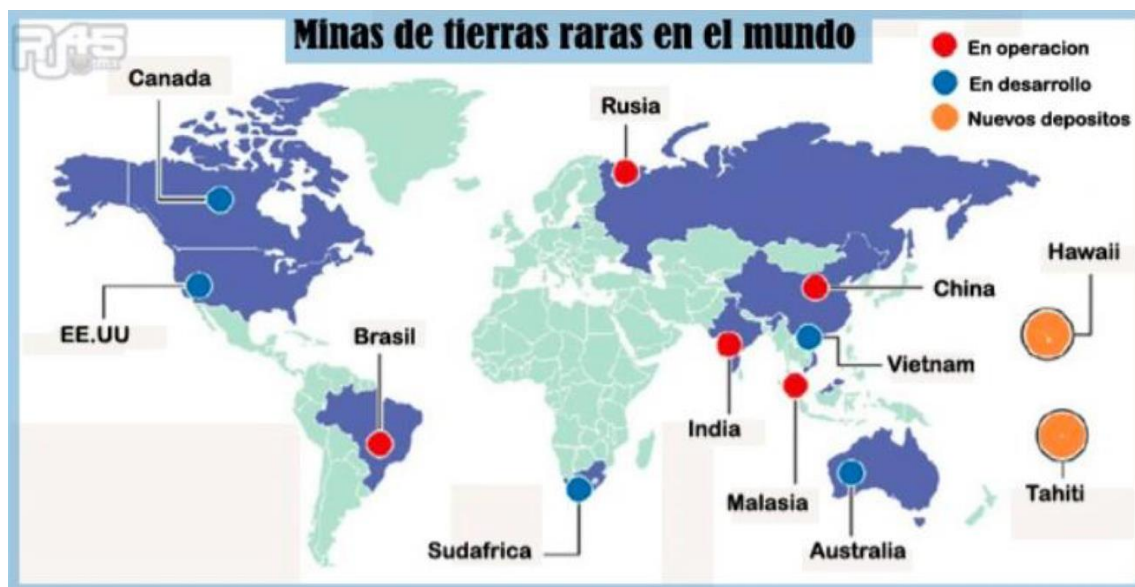 Minas de tierras raras en el mundo
RJ45
En operacion
En desarrollo
Nuevos depositos
Canada
Rusia
Hawaii
China
EE.UU
Brasil
Vietnam
India
Malasia
Tahiti
Sudafrica
Australia